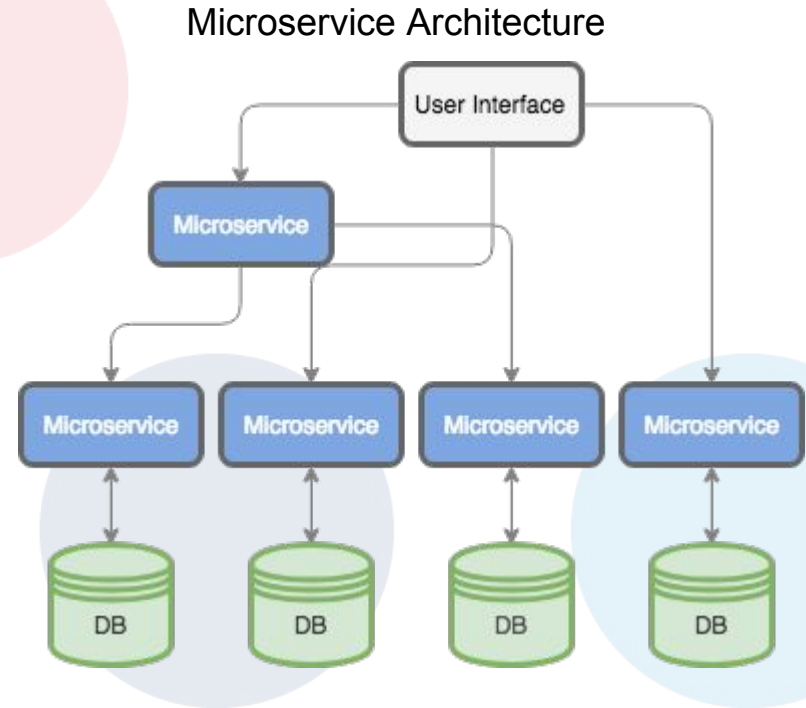 Microservice Architecture
User Interface
Microservice
Microservice
Microservice
Microservice
Microservice
DB
DB
DB
DB